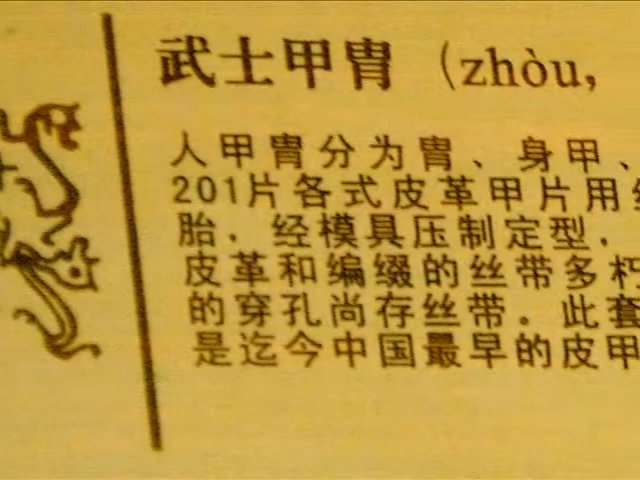 武士甲胄（zhòu,
人甲胄分为胄、身甲、
201片各式皮革甲片用
胎．经模具压制定型．
皮革和编缀的丝带多朽
的穿孔尚存丝带。此套
是迄今中国最早的皮甲